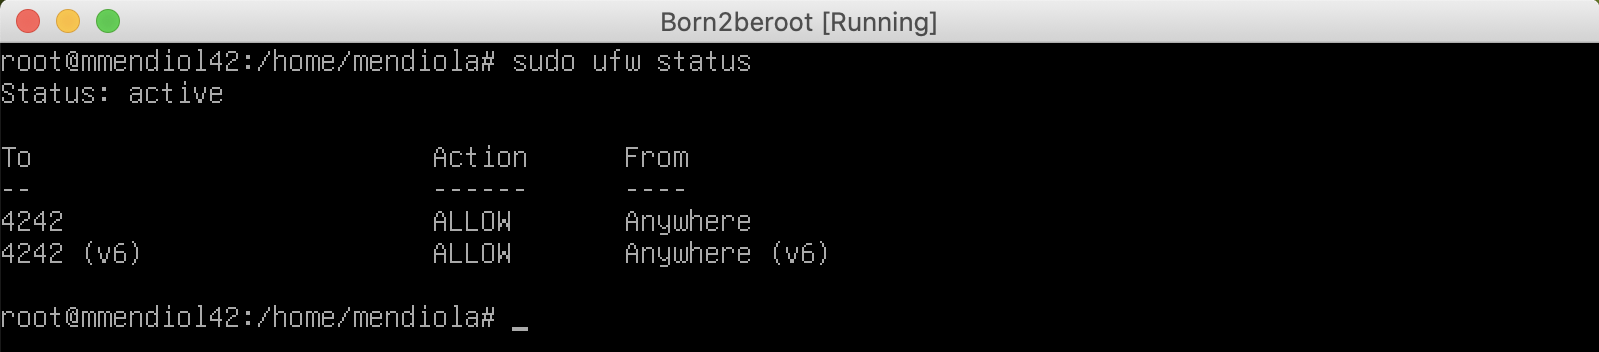 Born2beroot [Running]
root@mmendiol42:/home/mendiola# sudo ufw status
Status: active
To Action From
-- ------ ----
4242 ALLOW Anywhere
4242 (v6) ALLOW Anywhere (v6)
root@mmendiol42:/home/mendiola# _